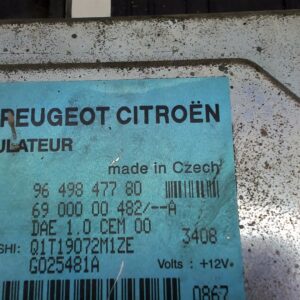 PEUGEOT CITROËN
ULATEUR
made in Czech
96 498 477 80
69 000 00 482/--A
DAE 1.0 CEM 00
3408
SHI: Q1T19072M1ZE
G025481A
Volts : +12V
0867